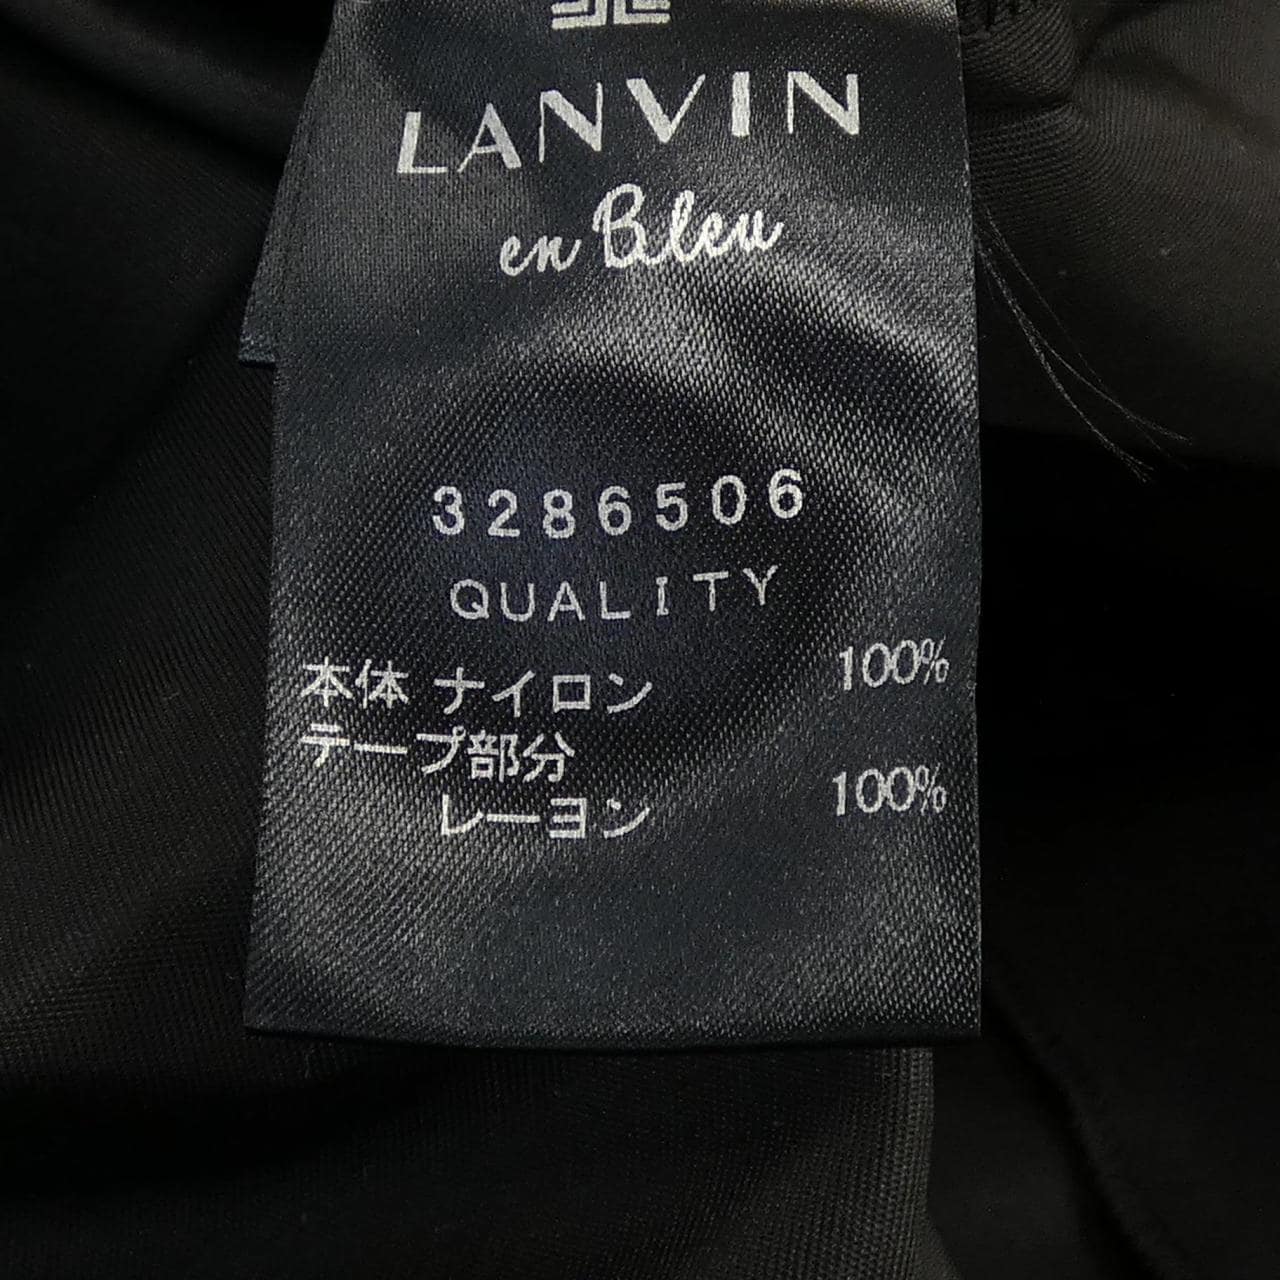 LANVIN
en Bleu
3286506
QUALITY
本体 ナイロン 100%
テープ部分
レーヨン 100%